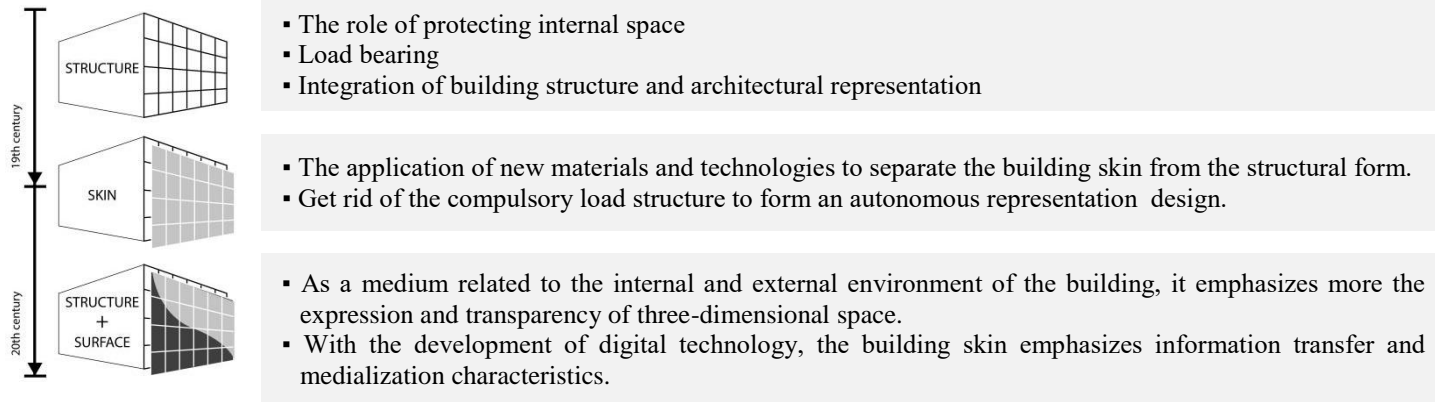 19th century
STRUCTURE
▪ The role of protecting internal space
▪ Load bearing
▪ Integration of building structure and architectural representation
SKIN
▪ The application of new materials and technologies to separate the building skin from the structural form.
▪ Get rid of the compulsory load structure to form an autonomous representation design.
20th century
STRUCTURE
+
SURFACE
▪ As a medium related to the internal and external environment of the building, it emphasizes more the
expression and transparency of three-dimensional space.
▪ With the development of digital technology, the building skin emphasizes information transfer and
medialization characteristics.